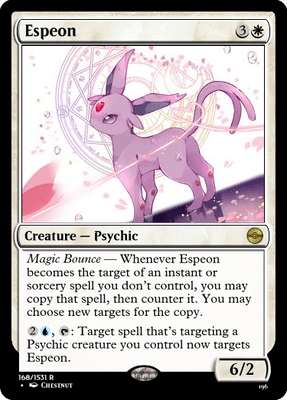 Espeon 3
Creature — Psychic
Magic Bounce — Whenever Espeon
becomes the target of an instant or
sorcery spell you don't control, you may
copy that spell, then counter it. You may
choose new targets for the copy.
2, : Target spell that's targeting a
Psychic creature you control now targets
Espeon.
6/2
168/1531 R
• CHESTNUT 196